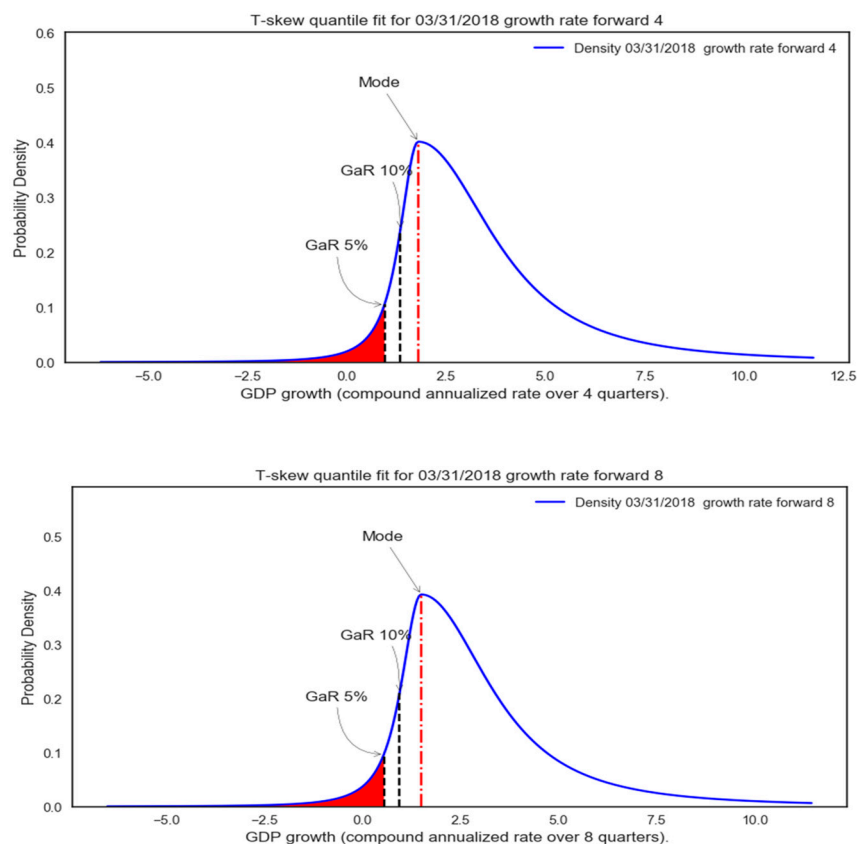 T-skew quantile fit for 03/31/2018 growth rate forward 4
0.6
Density 03/31/2018  growth rate forward 4
0.5
Mode
0.4
Probability Density
0.3
GaR 10%
GaR 5%
0.2
0.1
0.0
−5.0 −2.5 0.0 2.5 5.0 7.5 10.0 12.5
GDP growth (compound annualized rate over 4 quarters).
T-skew quantile fit for 03/31/2018 growth rate forward 8
Density 03/31/2018  growth rate forward 8
0.5
Mode
0.4
Probability Density
0.3
GaR 10%
GaR 5%
0.2
0.1
0.0
−5.0 −2.5 0.0 2.5 5.0 7.5 10.0
GDP growth (compound annualized rate over 8 quarters).